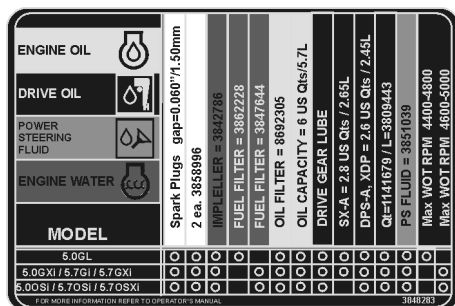 ENGINE OIL
DRIVE OIL
POWER
STEERING
FLUID
ENGINE WATER
MODEL
Spark Plugs gap=0.060"/1.50mm
2 ea. 3858996
IMPLELLER = 3842786
FUEL FILTER = 3862228
FUEL FILTER = 3847644
OIL FILTER = 8692305
OIL CAPACITY = 6 US Qts/5.7L
DRIVE GEAR LUBE
SX-A = 2.8 US Qts / 2.65L
DPS-A, XDP = 2.6 US Qts / 2.45L
Qt=1141679 / L=3809443
PS FLUID = 3851039
Max WOT RPM 4400-4800
Max WOT RPM 4600-5000
5.0GL
5.0GXi / 5.7Gi / 5.7GXi
5.0OSi / 5.7OSi / 5.7OSXi
FOR MORE INFORMATION REFER TO OPERATOR'S MANUAL
3848283